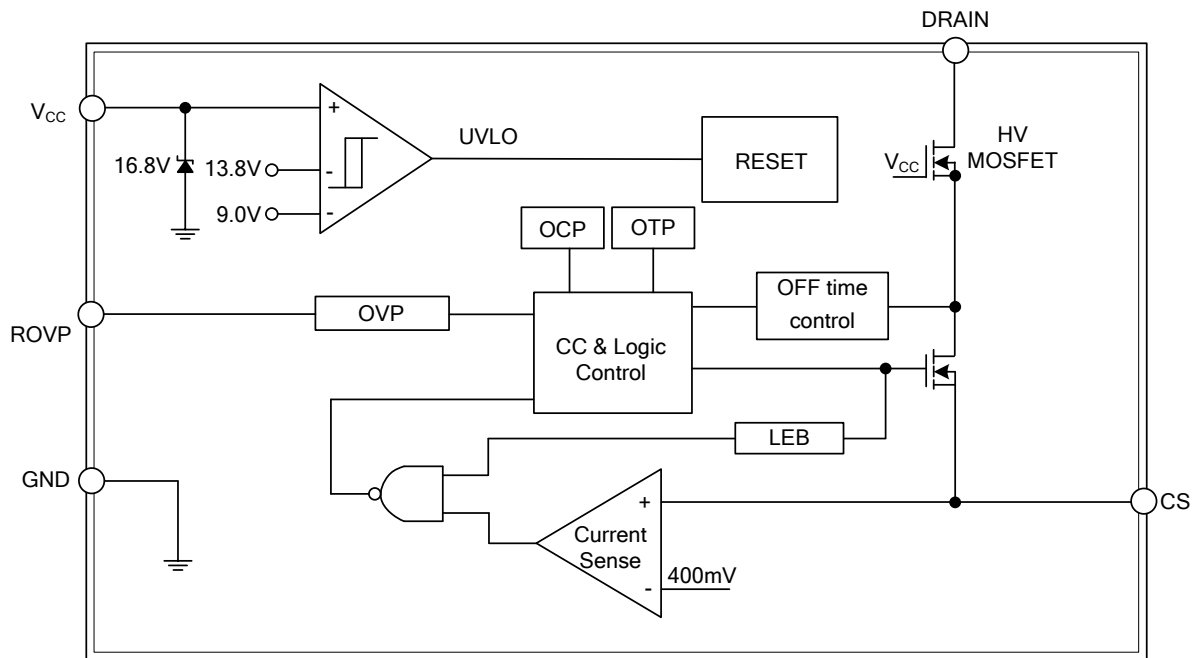 DRAIN
VCC
+
UVLO
HV
MOSFET
16.8V
13.8V
-
RESET
VCC
9.0V
-
OCP
OTP
OFF time
control
OVP
ROVP
CC & Logic
Control
LEB
GND
+
CS
Current
Sense
400mV
-